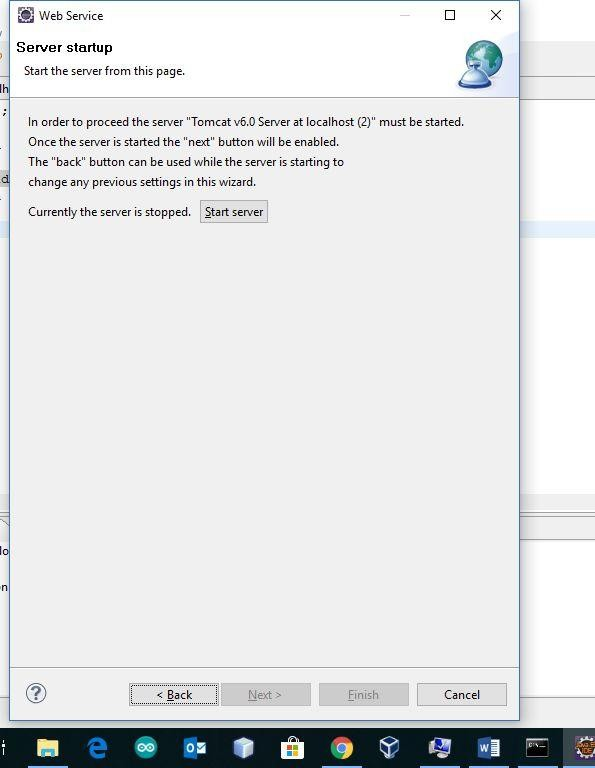 Web Service
Server startup
Start the server from this page.
In order to proceed the server "Tomcat v6.0 Server at localhost (2)" must be started.
Once the server is started the "next" button will be enabled.
The "back" button can be used while the server is starting to
change any previous settings in this wizard.
Currently the server is stopped. Start server
? < Back Next > Finish Cancel